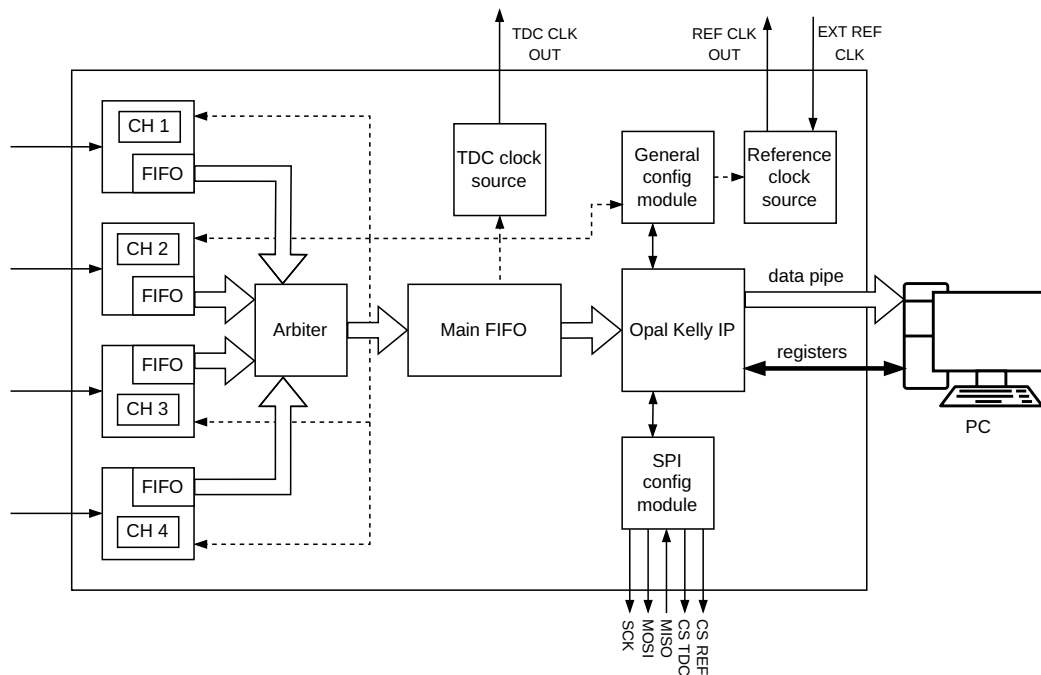 TDC CLK
OUT
REF CLK
OUT
EXT REF
CLK
CH 1
FIFO
TDC clock
source
General
config
module
Reference
clock
source
CH 2
FIFO
Arbiter
Main FIFO
Opal Kelly IP
data pipe
registers
FIFO
CH 3
PC
FIFO
CH 4
SPI
config
module
SCK
MOSI
MISO
CS TDC
CS REF